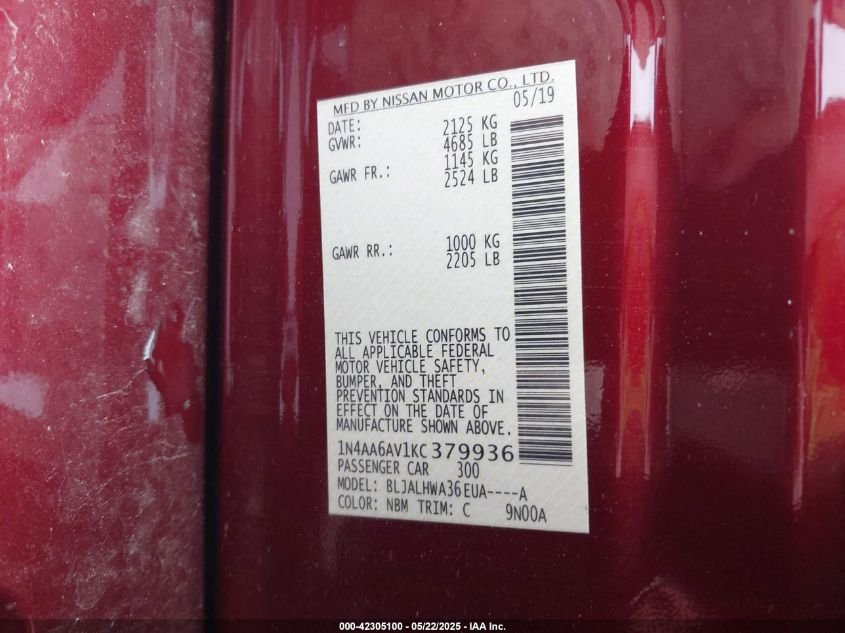 MFD BY NISSAN MOTOR CO., LTD.
DATE: 05/19
GVWR: 2125 KG
4685 LB
GAWR FR.: 1145 KG
2524 LB
GAWR RR.: 1000 KG
2205 LB
THIS VEHICLE CONFORMS TO
ALL APPLICABLE FEDERAL
MOTOR VEHICLE SAFETY,
BUMPER, AND THEFT
PREVENTION STANDARDS IN
EFFECT ON THE DATE OF
MANUFACTURE SHOWN ABOVE.
1N4AA6AV1KC379936
PASSENGER CAR 300
MODEL: BLJALHWA36EUA----A
COLOR: NBM TRIM: C 9N00A
000-42305100 - 05/22/2025 - IAA Inc.